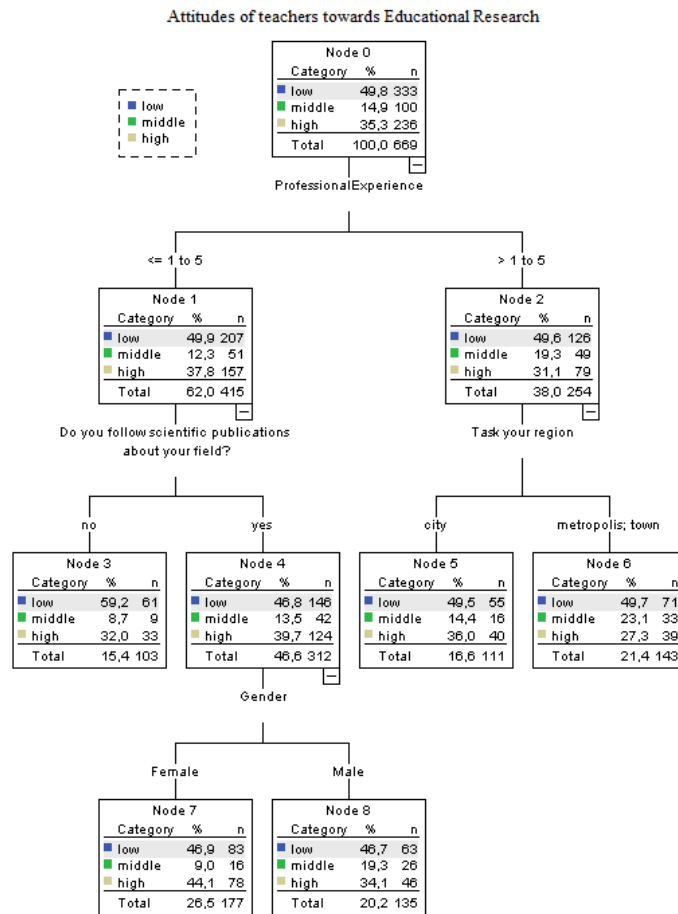 Attitudes of teachers towards Educational Research
low
middle
high
Node 0
Category % n
low 49,8 333
middle 14,9 100
high 35,3 236
Total 100,0 669
ProfessionalExperience
<= 1 to 5
> 1 to 5
Node 1
Category % n
low 49,9 207
middle 12,3 51
high 37,8 157
Total 62,0 415
Node 2
Category % n
low 49,6 126
middle 19,3 49
high 31,1 79
Total 38,0 254
Do you follow scientific publications
about your field?
Task your region
no
yes
city
metropolis; town
Node 3
Category % n
low 59,2 61
middle 8,7 9
high 32,0 33
Total 15,4 103
Node 4
Category % n
low 46,8 146
middle 13,5 42
high 39,7 124
Total 46,6 312
Node 5
Category % n
low 49,5 55
middle 14,4 16
high 36,0 40
Total 16,6 111
Node 6
Category % n
low 49,7 71
middle 23,1 33
high 27,3 39
Total 21,4 143
Gender
Female
Male
Node 7
Category % n
low 46,9 83
middle 9,0 16
high 44,1 78
Total 26,5 177
Node 8
Category % n
low 46,7 63
middle 19,3 26
high 34,1 46
Total 20,2 135